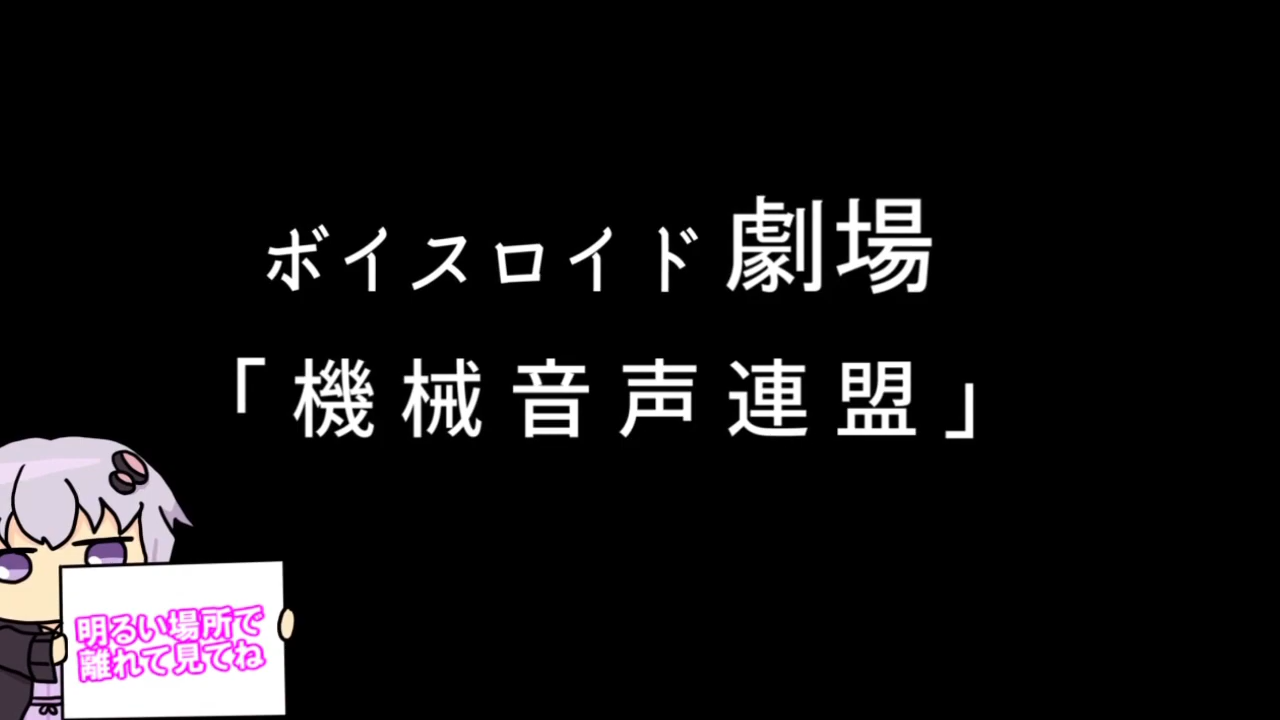 ボイスロイド劇場
「機械音声連盟」
明るい場所で
離れて見てね